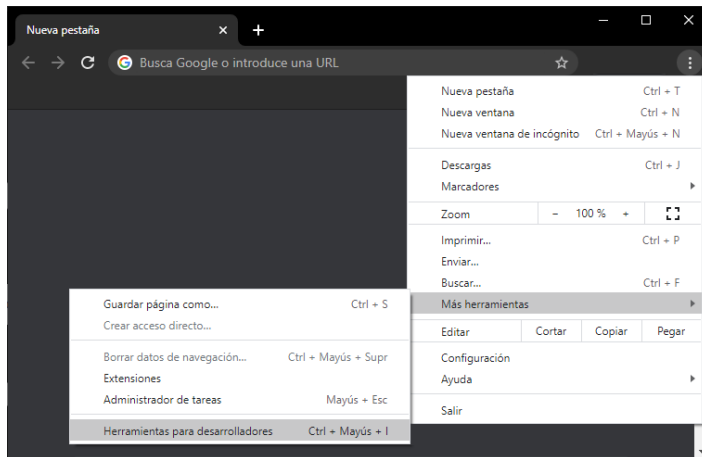 Nueva pestaña
Busca Google o introduce una URL
Nueva pestaña Ctrl + T
Nueva ventana Ctrl + N
Nueva ventana de incógnito Ctrl + Mayús + N
Descargas Ctrl + J
Marcadores
Zoom - 100 % +
Imprimir... Ctrl + P
Enviar...
Buscar... Ctrl + F
Más herramientas
Editar Cortar Copiar Pegar
Configuración
Ayuda
Salir
Guardar página como... Ctrl + S
Crear acceso directo...
Borrar datos de navegación... Ctrl + Mayús + Supr
Extensiones
Administrador de tareas Mayús + Esc
Herramientas para desarrolladores Ctrl + Mayús + I